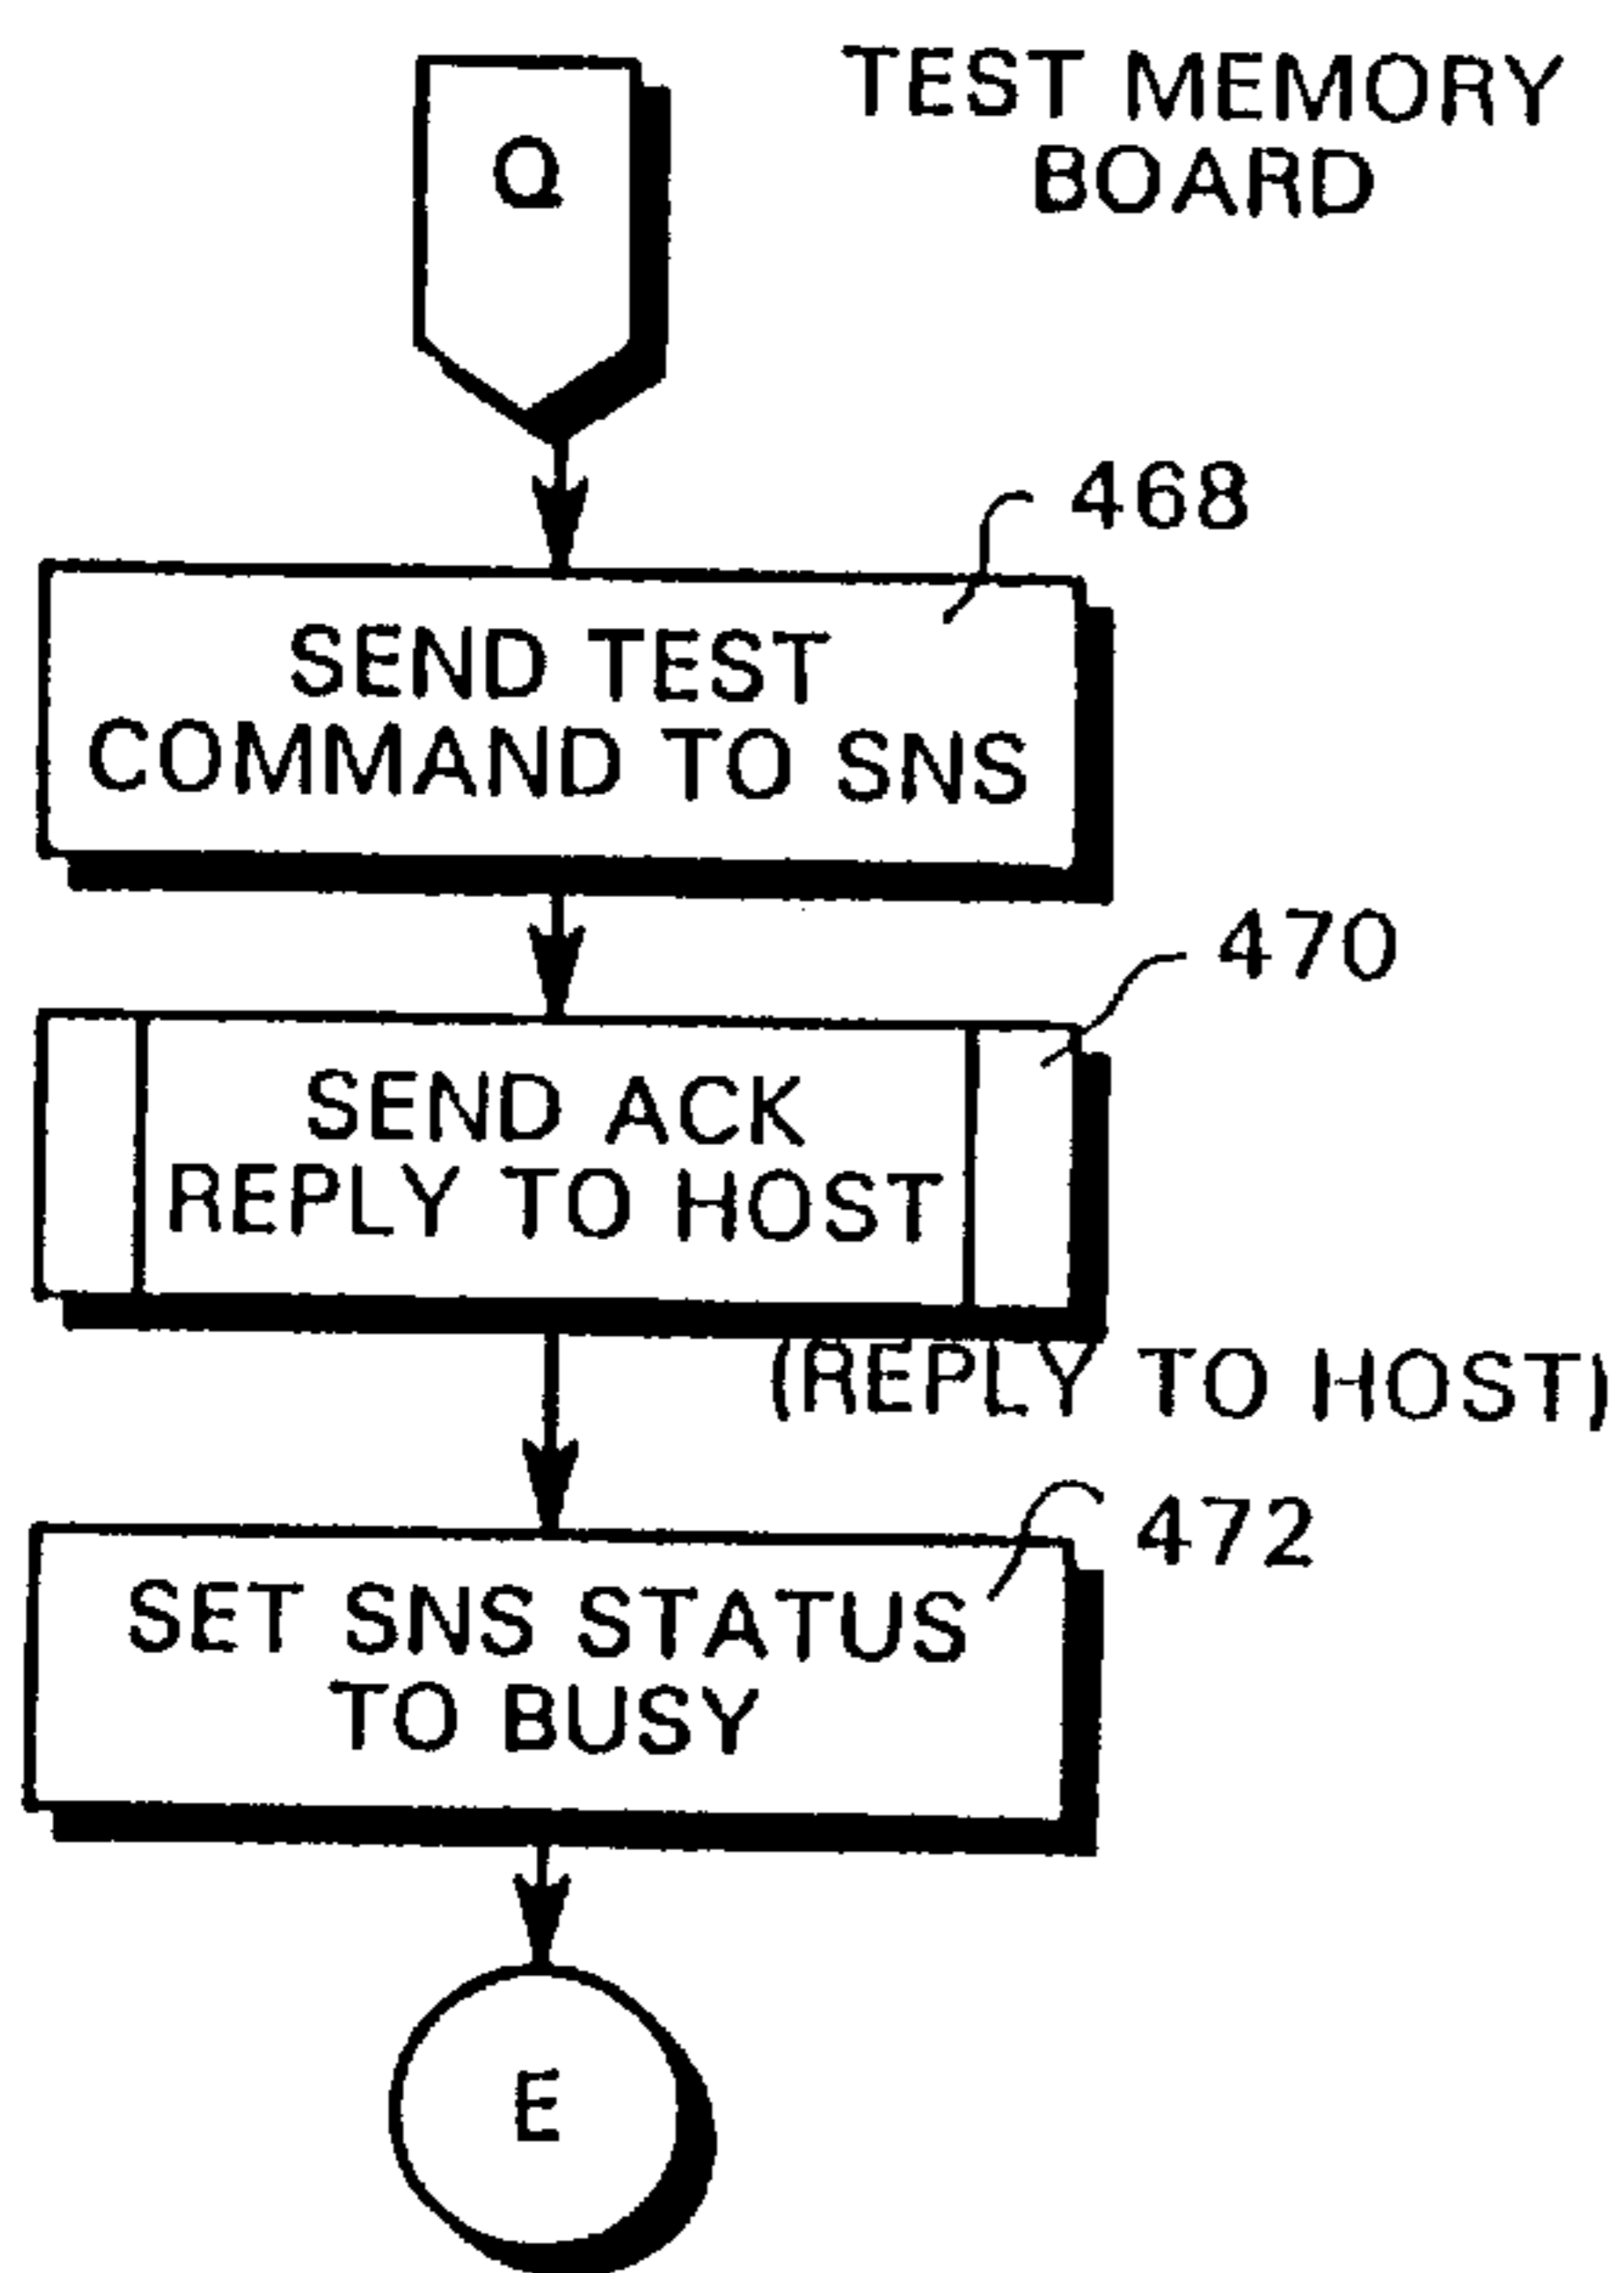 Q
TEST MEMORY
BOARD
468
SEND TEST
COMMAND TO SNS
470
SEND ACK
REPLY TO HOST
(REPLY TO HOST)
472
SET SNS STATUS
TO BUSY
E